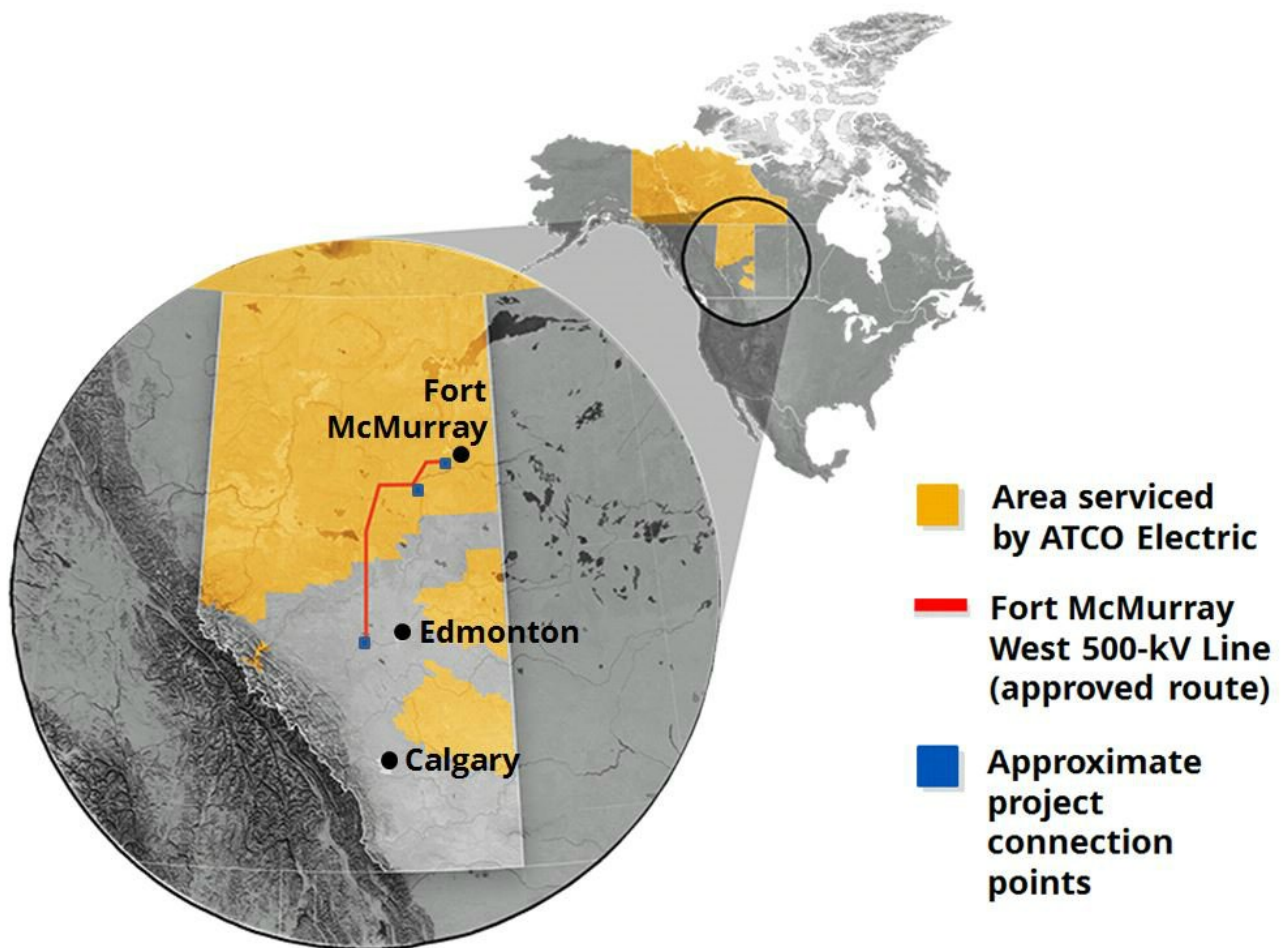 Fort
McMurray
Edmonton
Calgary
Area serviced
by ATCO Electric
Fort McMurray
West 500-kV Line
(approved route)
Approximate
project
connection
points